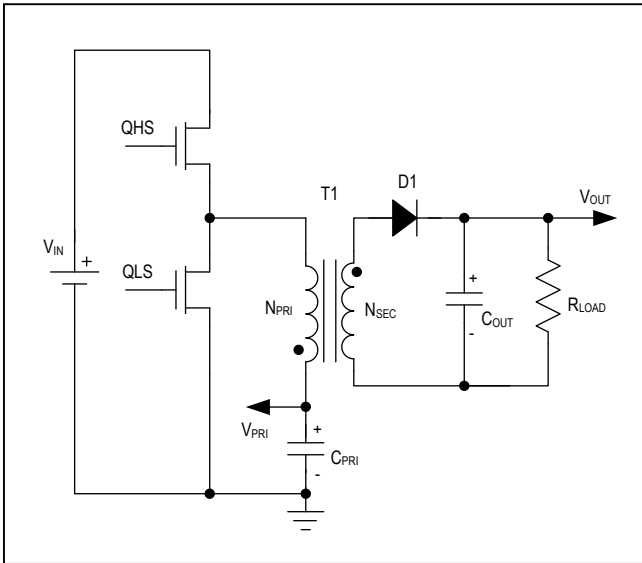 QHS
T1
D1
VOUT
VIN
+
QLS
NPRI
NSEC
+
COUT
-
RLOAD
VPRI
+
CPRI
-